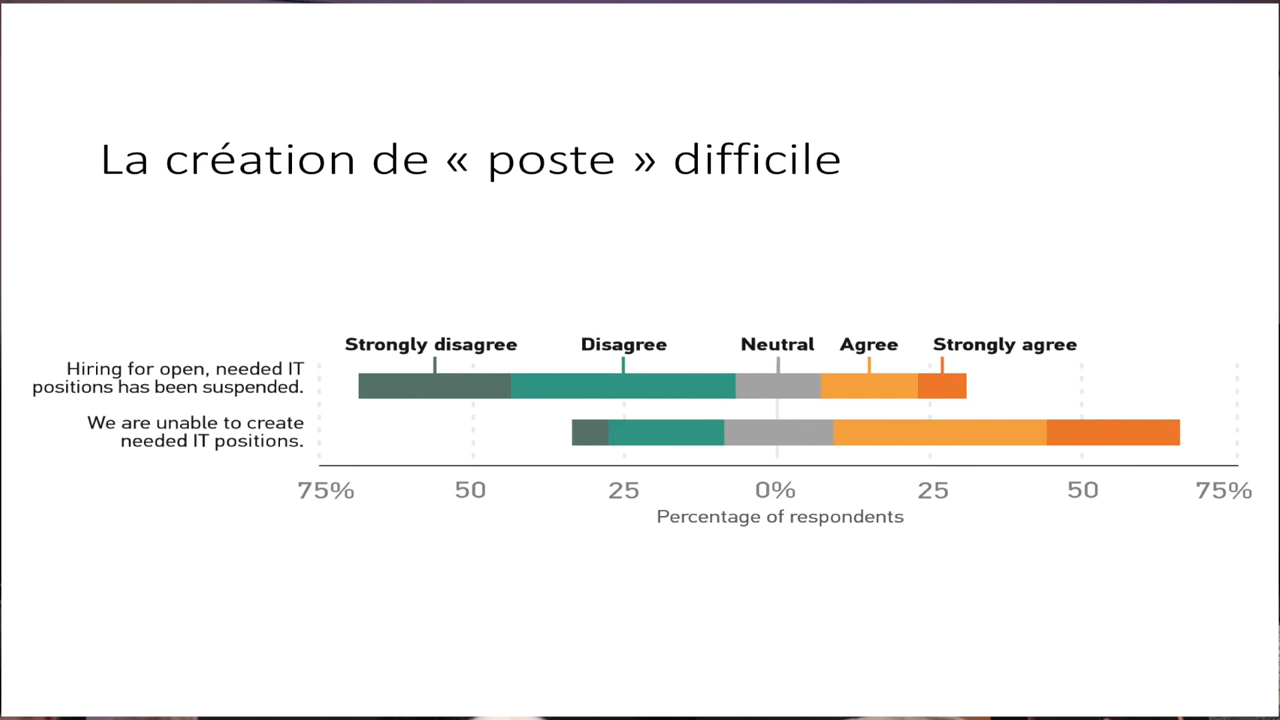 La création de « poste » difficile
Strongly disagree Disagree Neutral Agree Strongly agree
Hiring for open, needed IT
positions has been suspended.
We are unable to create
needed IT positions.
75% 50 25 0% 25 50 75%
Percentage of respondents